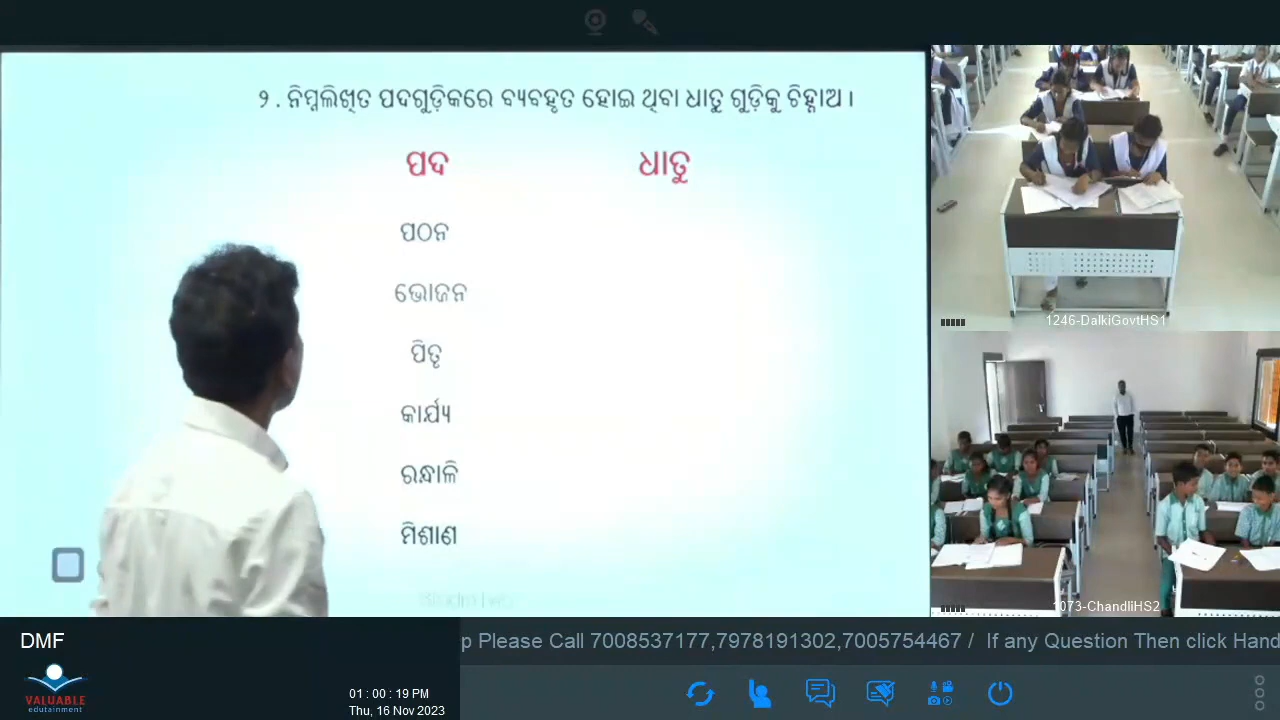 ୨ . ନିମ୍ନଲିଖିତ ପଦଗୁଡ଼ିକରେ ବ୍ୟବହୃତ ହୋଇ ଥିବା ଧାତୁ ଗୁଡ଼ିକୁ ଚିହ୍ନାଅ ।
ପଦ ଧାତୁ
ପଠନ
ଭୋଜନ
ପିତୃ
କାର୍ଯ୍ୟ
ରନ୍ଧାଳି
ମିଶାଣ
1246-DalkiGovtHS1
1073-ChandliHS2
DMF
p Please Call 7008537177,7978191302,7005754467 / If any Question Then click Hand
VALUABLE
edutainment
01 : 00 : 19 PM
Thu, 16 Nov 2023